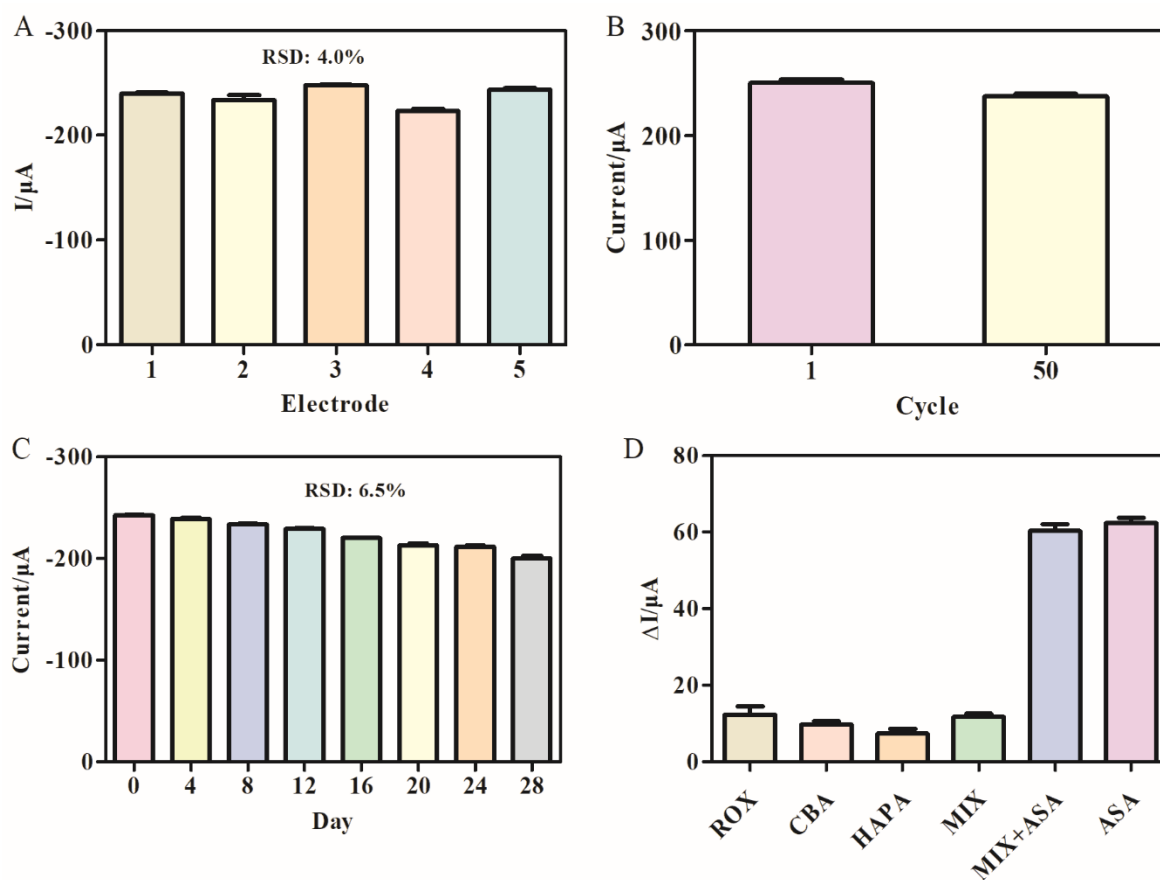 A
-300
-200
-100
0
I/μA
RSD: 4.0%
1 2 3 4 5
Electrode
B
300
200
100
0
Current/μA
1 50
Cycle
C
-300
-200
-100
0
Current/μA
RSD: 6.5%
0 4 8 12 16 20 24 28
Day
D
80
60
40
20
0
ΔI/μA
ROX CBA HAPA MIX MIX+ASA ASA